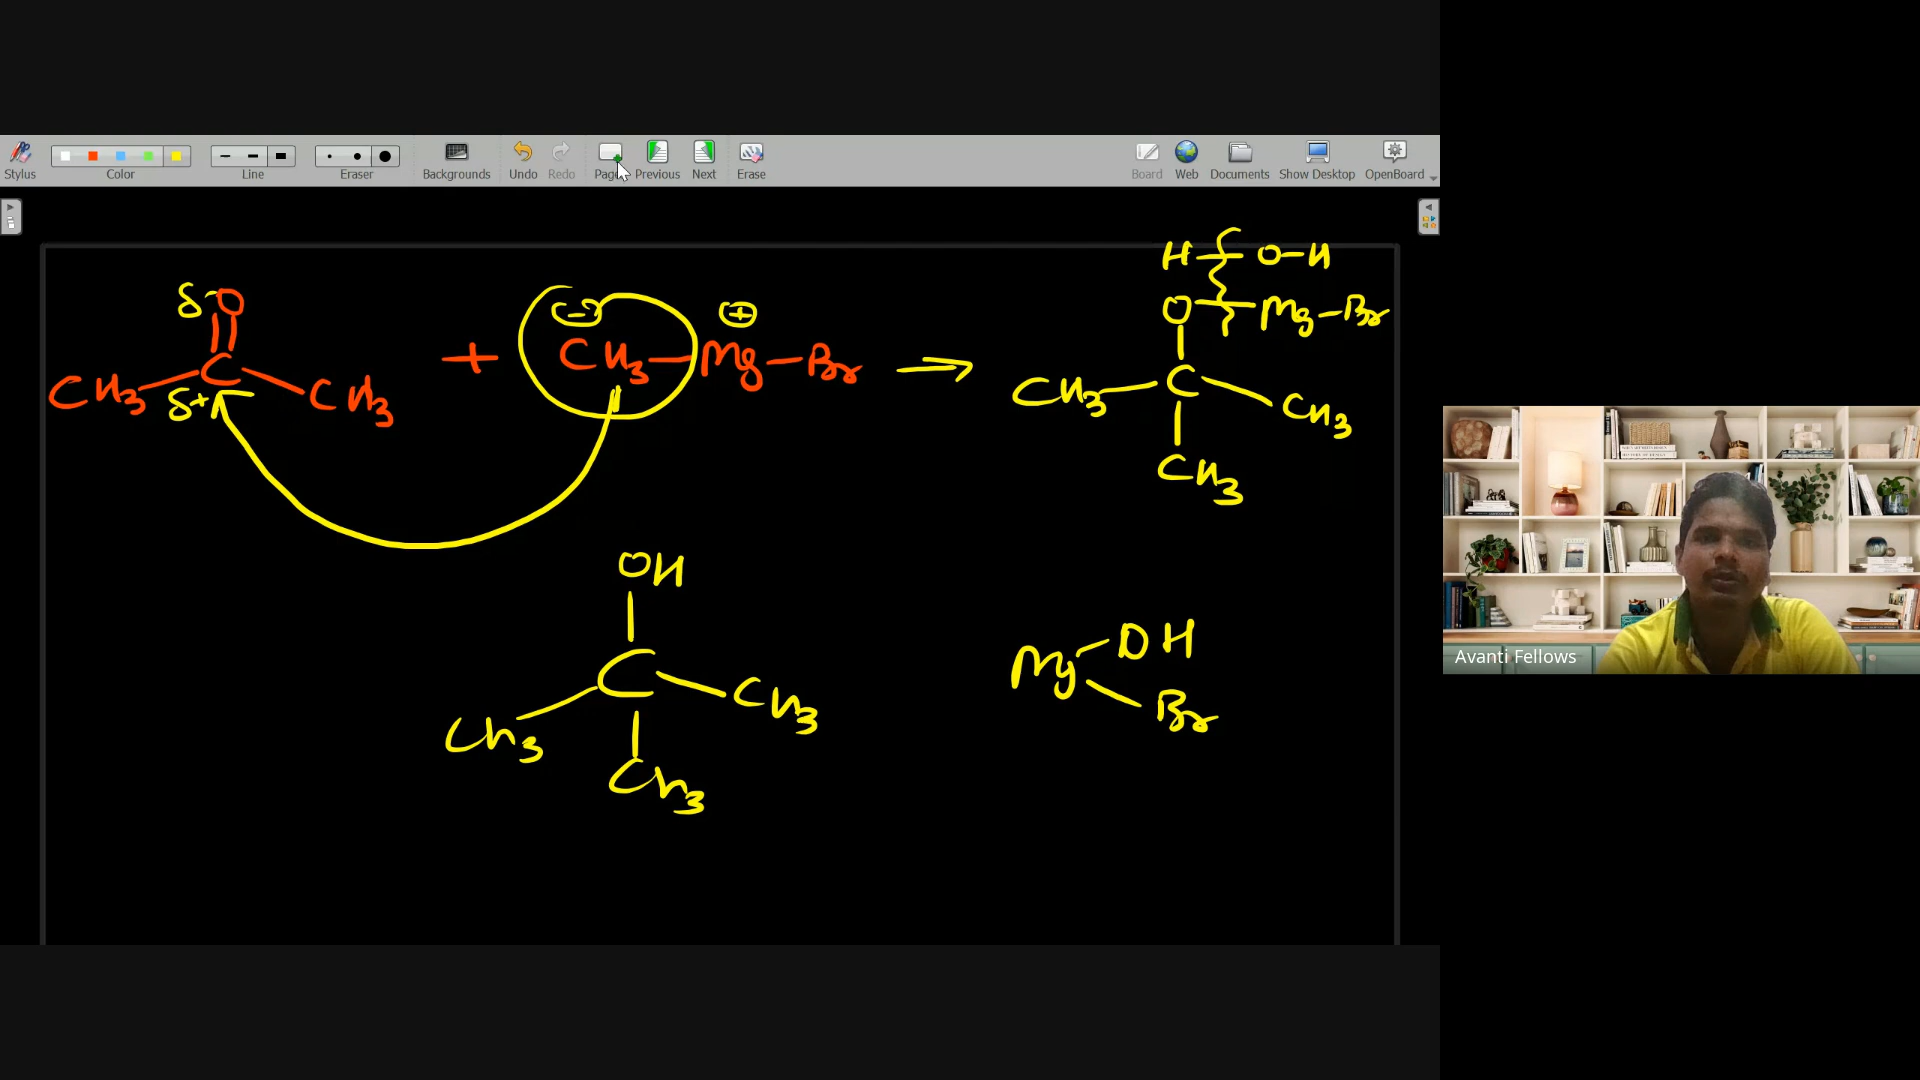 Stylus Color Line Eraser Backgrounds Undo Redo Previous Next Erase Board Web Documents Show Desktop OpenBoard
H - O-H
δ- O
O - Mg-Br
(-) (+)
CH3 - C - CH3 + CH3 - Mg - Br →
δ+
CH3 - C - CH3
CH3
OH
C
CH3 CH3
CH3
Mg OH
Br
Avanti Fellows